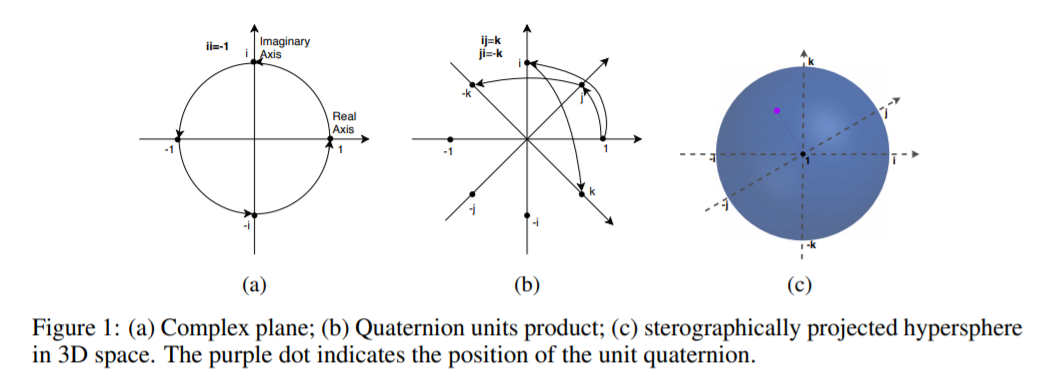 ii=-1
Imaginary
Axis
i
Real
Axis
-1
1
-i
(a)
ij=k
ji=-k
i
-k
j
-1
1
-j
-i
k
(b)
k
j
-i
1
i
-j
-k
(c)
Figure 1: (a) Complex plane; (b) Quaternion units product; (c) sterographically projected hypersphere
in 3D space. The purple dot indicates the position of the unit quaternion.